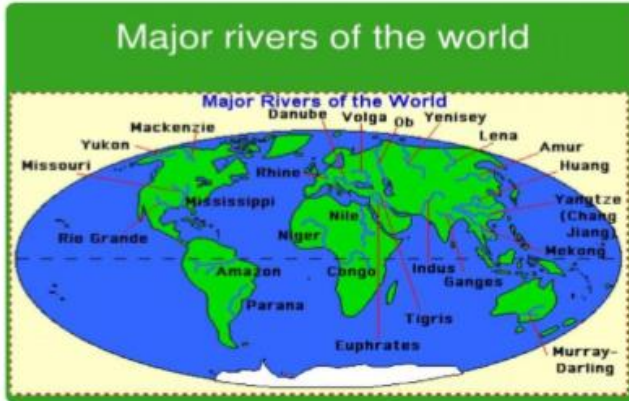 Major rivers of the world
Major Rivers of the World
Danube
Volga
Ob
Yenisey
Mackenzie
Lena
Yukon
Amur
Missouri
Rhine
Huang
Mississippi
Yangtze
(Chang
Jiang)
Nile
Rio Grande
Niger
Mekong
Amazon
Congo
Indus
Ganges
Parana
Tigris
Euphrates
Murray-
Darling